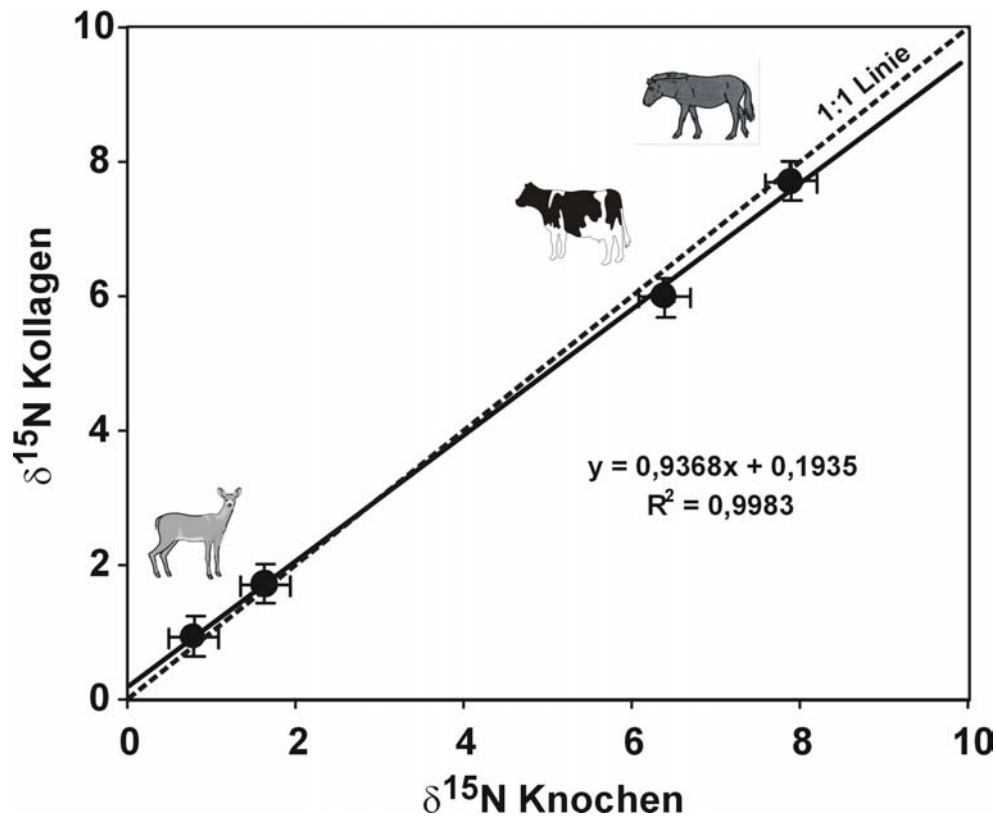 10
8
6
4
2
0
0 2 4 6 8 10
δ¹⁵N Kollagen
δ¹⁵N Knochen
1:1 Linie
y = 0,9368x + 0,1935
R² = 0,9983